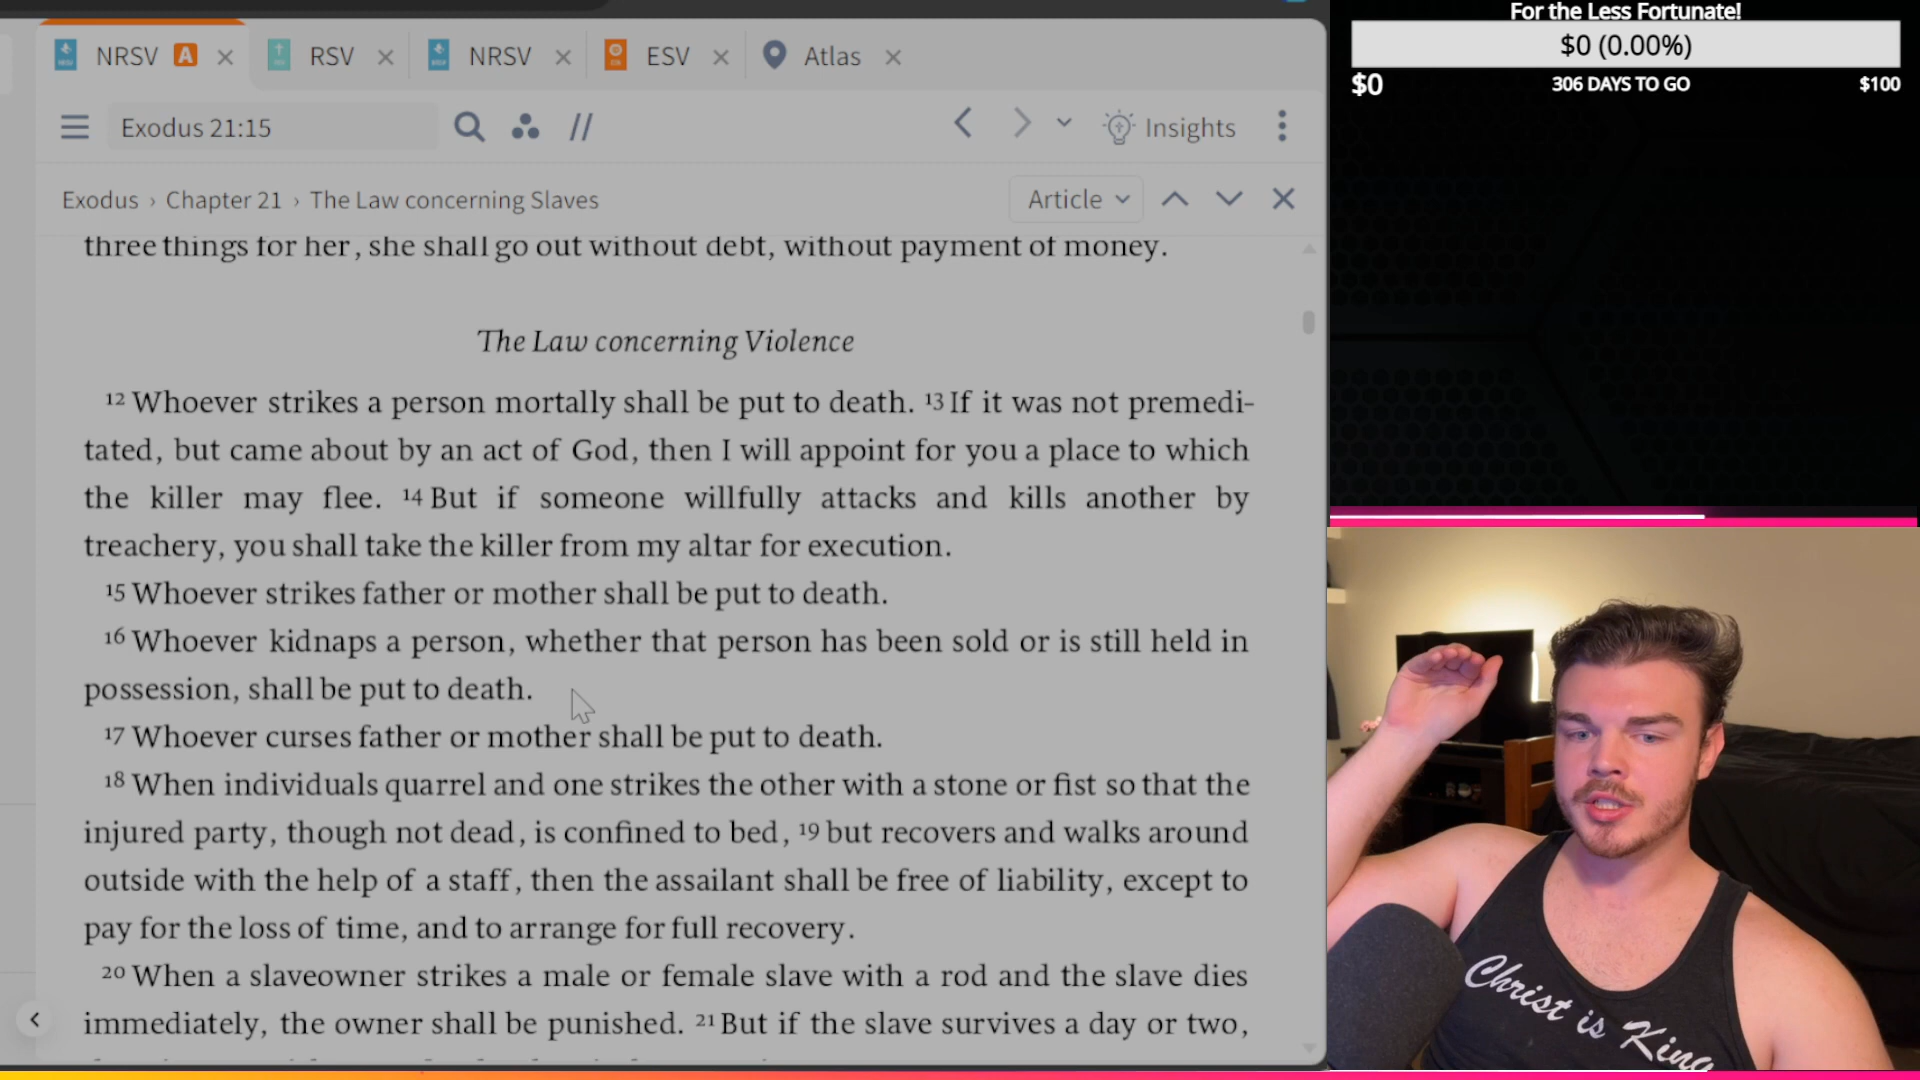 NRSV A
RSV
NRSV
ESV
Atlas
Exodus 21:15
Insights
Exodus › Chapter 21 › The Law concerning Slaves
Article
three things for her, she shall go out without debt, without payment of money.
The Law concerning Violence
12 Whoever strikes a person mortally shall be put to death. 13 If it was not premedi-
tated, but came about by an act of God, then I will appoint for you a place to which
the killer may flee. 14 But if someone willfully attacks and kills another by
treachery, you shall take the killer from my altar for execution.
15 Whoever strikes father or mother shall be put to death.
16 Whoever kidnaps a person, whether that person has been sold or is still held in
possession, shall be put to death.
17 Whoever curses father or mother shall be put to death.
18 When individuals quarrel and one strikes the other with a stone or fist so that the
injured party, though not dead, is confined to bed, 19 but recovers and walks around
outside with the help of a staff, then the assailant shall be free of liability, except to
pay for the loss of time, and to arrange for full recovery.
20 When a slaveowner strikes a male or female slave with a rod and the slave dies
immediately, the owner shall be punished. 21 But if the slave survives a day or two,
For the Less Fortunate!
$0 (0.00%)
$0 306 DAYS TO GO $100
Christ is King